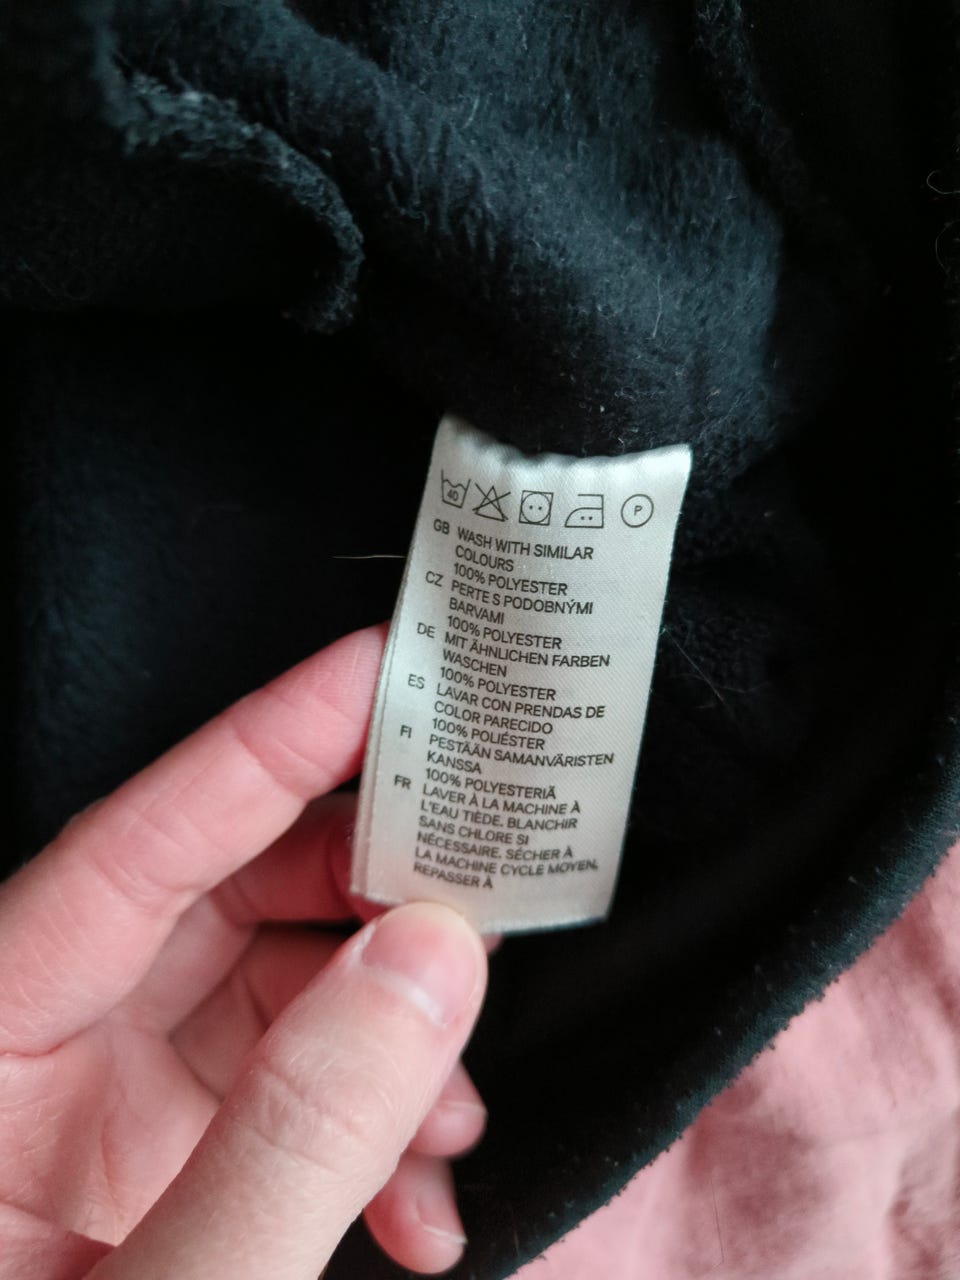 40 P
GB WASH WITH SIMILAR
COLOURS
100% POLYESTER
CZ PERTE S PODOBNÝMI
BARVAMI
100% POLYESTER
DE MIT ÄHNLICHEN FARBEN
WASCHEN
100% POLYESTER
ES LAVAR CON PRENDAS DE
COLOR PARECIDO
100% POLIÉSTER
FI PESTÄÄN SAMANVÄRISTEN
KANSSA
100% POLYESTERIÄ
FR LAVER À LA MACHINE À
L'EAU TIÈDE. BLANCHIR
SANS CHLORE SI
NÉCESSAIRE. SÉCHER À
LA MACHINE CYCLE MOYEN.
REPASSER À